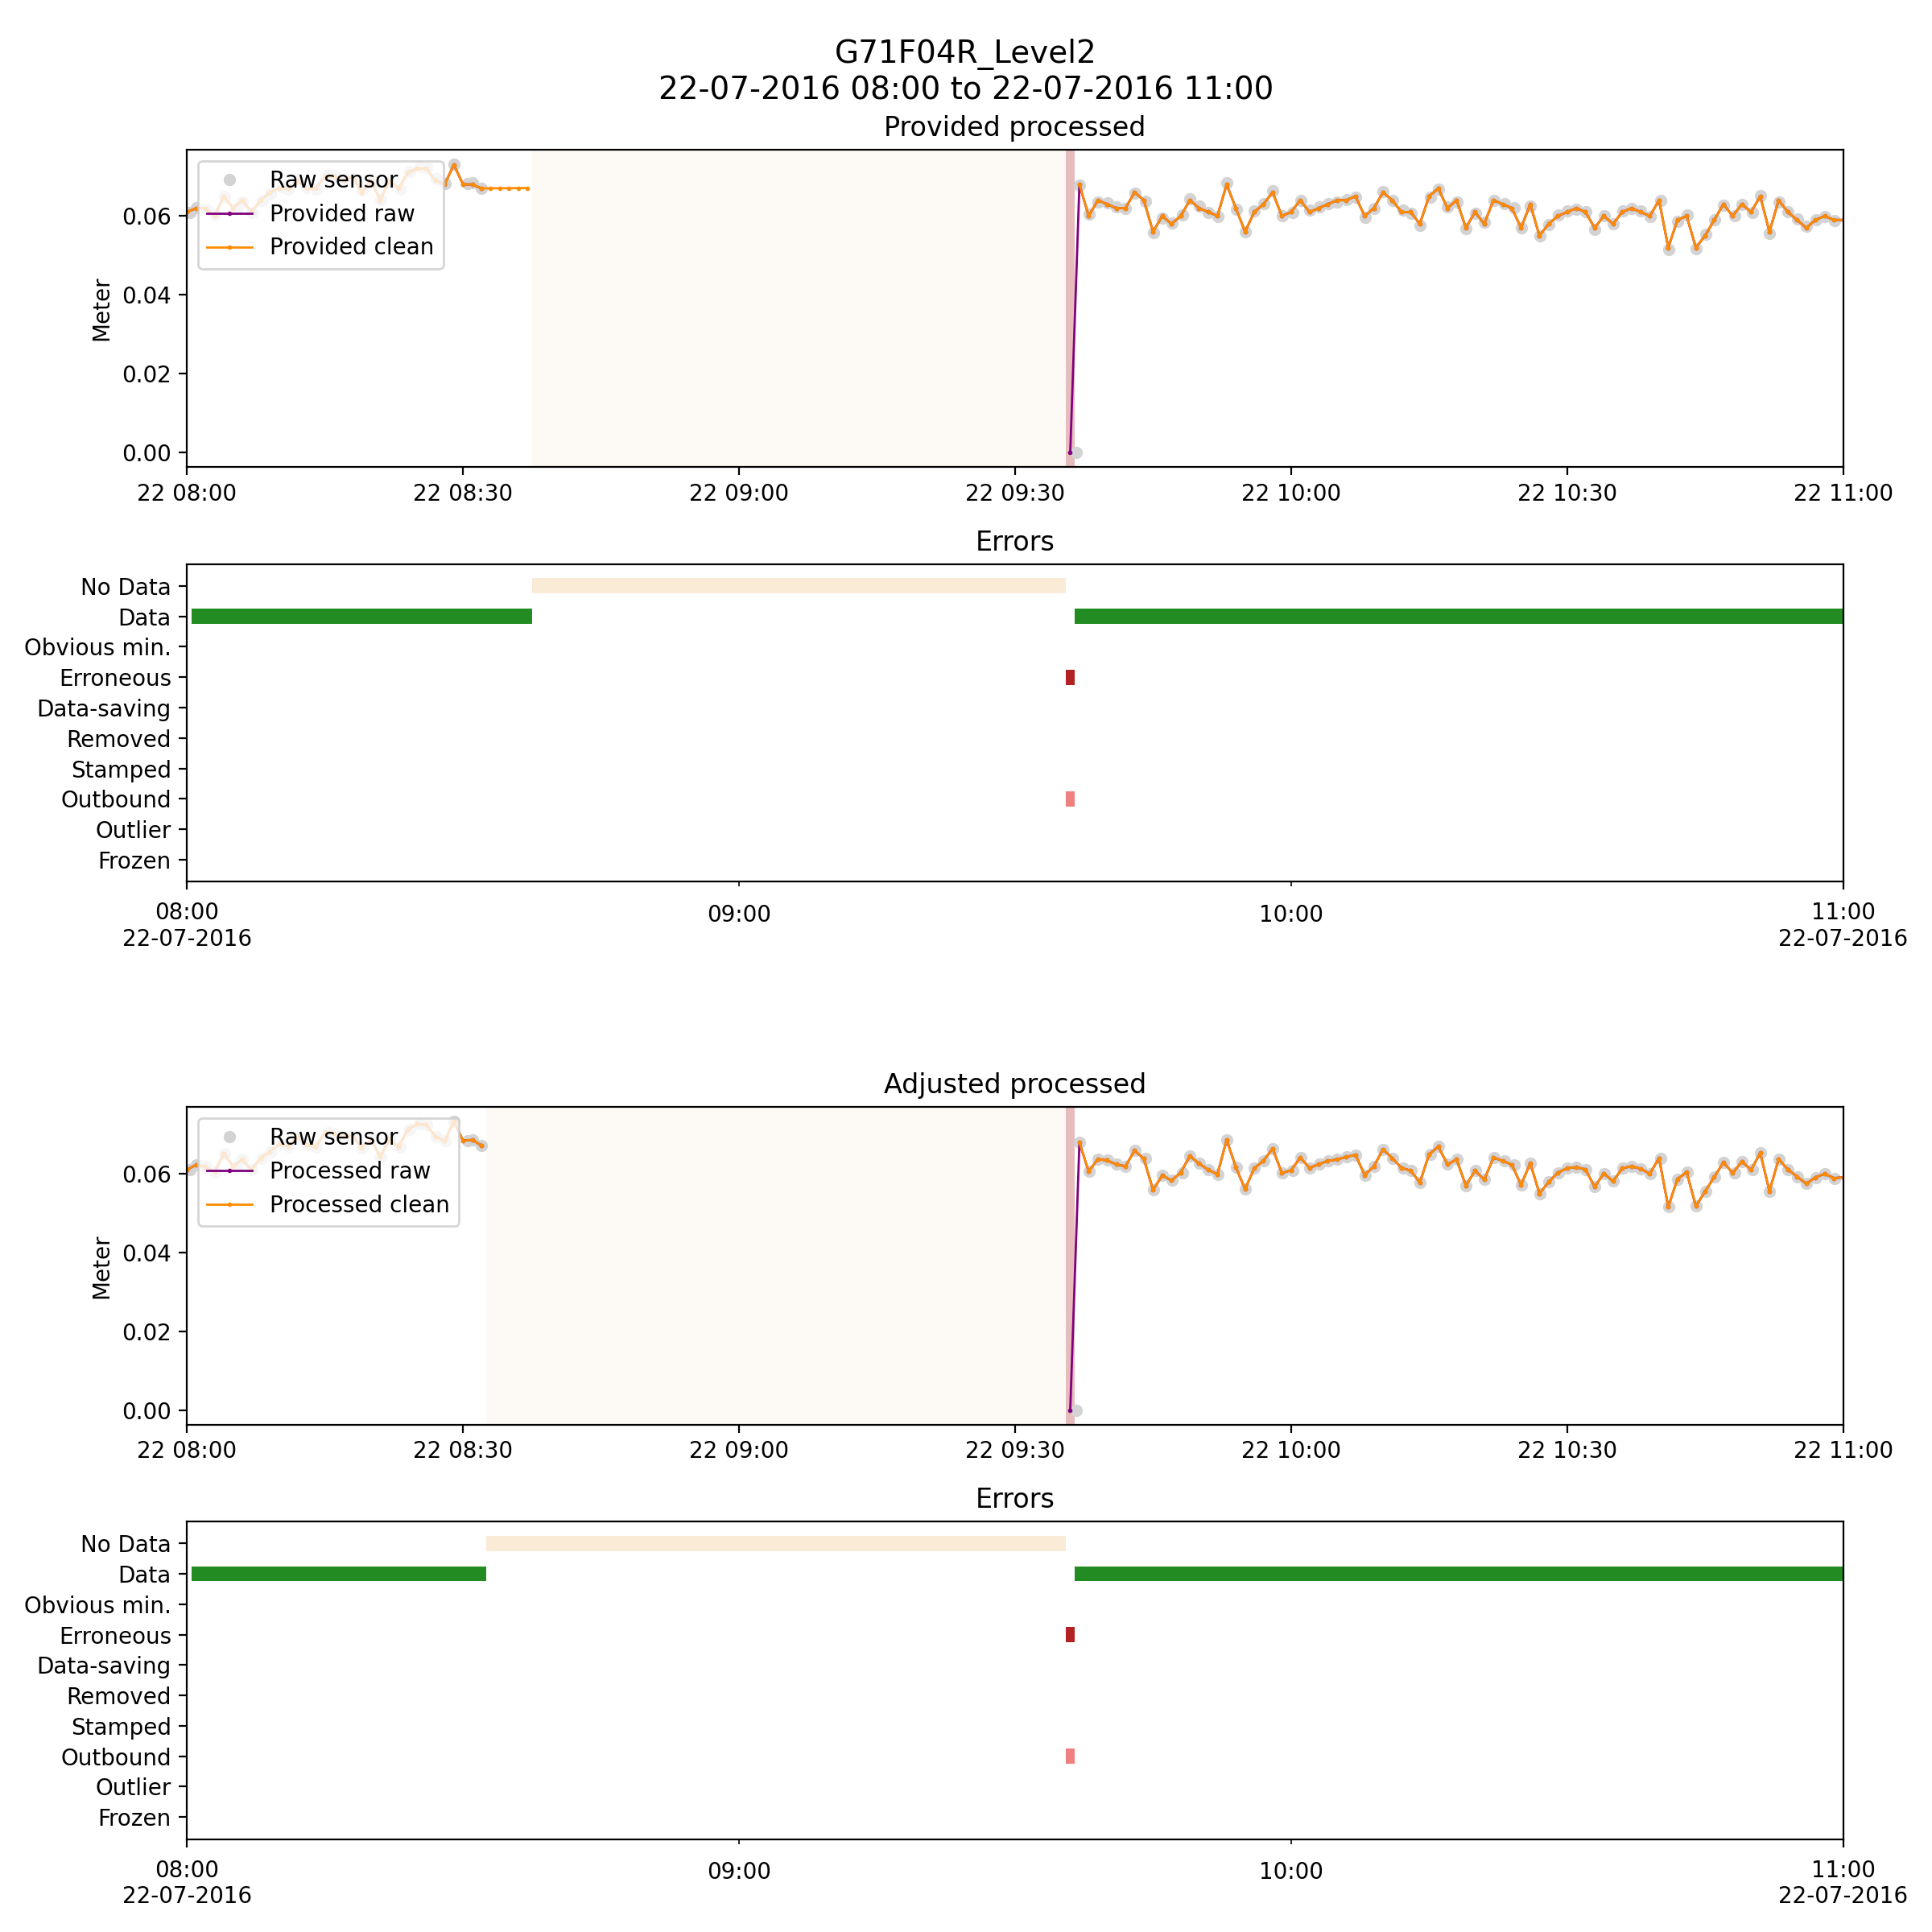 G71F04R_Level2
22-07-2016 08:00 to 22-07-2016 11:00
Provided processed
Raw sensor
Provided raw
Provided clean
Meter
0.06
0.04
0.02
0.00
22 08:00 22 08:30 22 09:00 22 09:30 22 10:00 22 10:30 22 11:00
Errors
No Data
Data
Obvious min.
Erroneous
Data-saving
Removed
Stamped
Outbound
Outlier
Frozen
08:00 09:00 10:00 11:00
22-07-2016 22-07-2016
Adjusted processed
Raw sensor
Processed raw
Processed clean
Meter
0.06
0.04
0.02
0.00
22 08:00 22 08:30 22 09:00 22 09:30 22 10:00 22 10:30 22 11:00
Errors
No Data
Data
Obvious min.
Erroneous
Data-saving
Removed
Stamped
Outbound
Outlier
Frozen
08:00 09:00 10:00 11:00
22-07-2016 22-07-2016